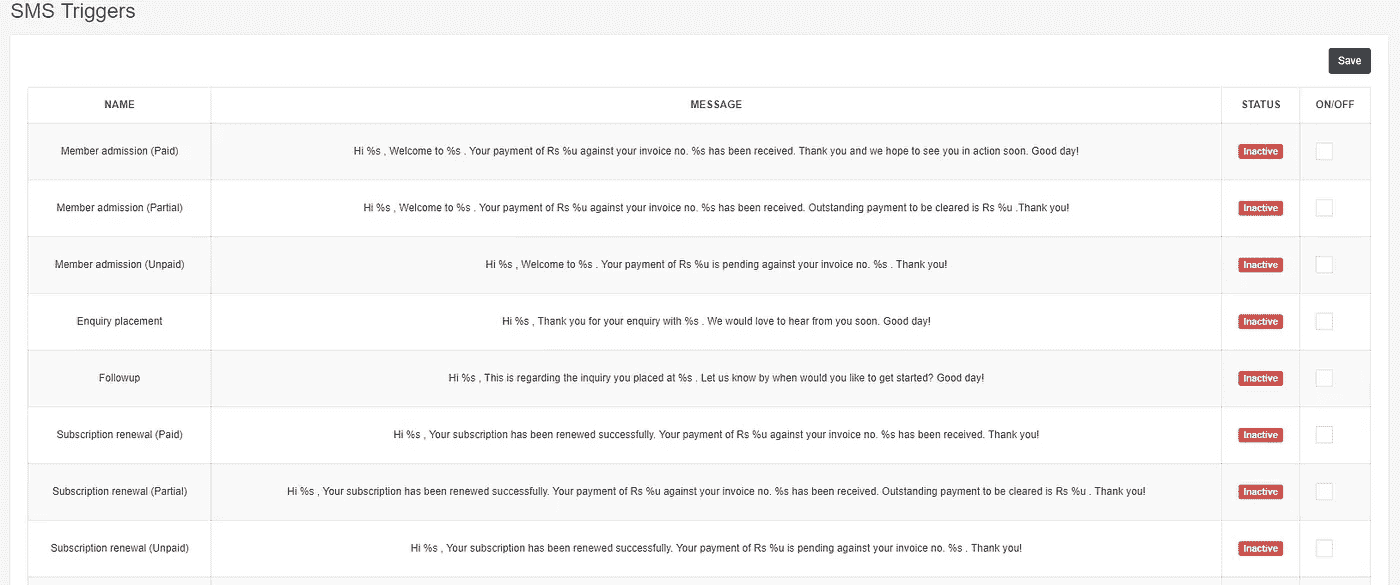 SMS Triggers
Save
NAME MESSAGE STATUS ON/OFF
Member admission (Paid) Hi %s , Welcome to %s . Your payment of Rs %u against your invoice no. %s has been received. Thank you and we hope to see you in action soon. Good day! Inactive
Member admission (Partial) Hi %s , Welcome to %s . Your payment of Rs %u against your invoice no. %s has been received. Outstanding payment to be cleared is Rs %u .Thank you! Inactive
Member admission (Unpaid) Hi %s , Welcome to %s . Your payment of Rs %u is pending against your invoice no. %s . Thank you! Inactive
Enquiry placement Hi %s , Thank you for your enquiry with %s . We would love to hear from you soon. Good day! Inactive
Followup Hi %s , This is regarding the inquiry you placed at %s . Let us know by when would you like to get started? Good day! Inactive
Subscription renewal (Paid) Hi %s , Your subscription has been renewed successfully. Your payment of Rs %u against your invoice no. %s has been received. Thank you! Inactive
Subscription renewal (Partial) Hi %s , Your subscription has been renewed successfully. Your payment of Rs %u against your invoice no. %s has been received. Outstanding payment to be cleared is Rs %u . Thank you! Inactive
Subscription renewal (Unpaid) Hi %s , Your subscription has been renewed successfully. Your payment of Rs %u is pending against your invoice no. %s . Thank you! Inactive